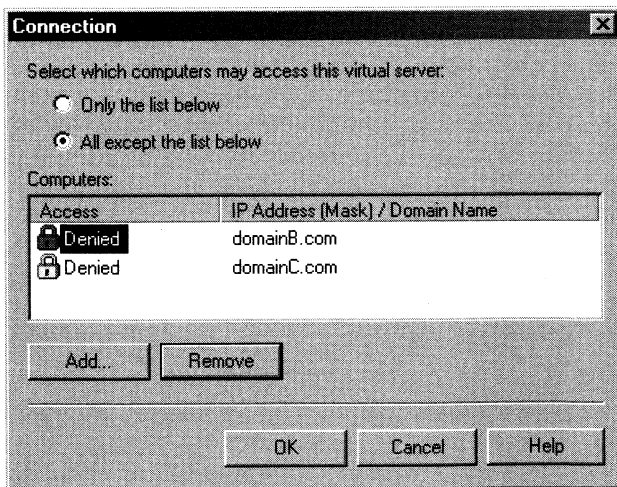 Connection
Select which computers may access this virtual server:
Only the list below
All except the list below
Computers:
Access IP Address (Mask) / Domain Name
Denied domainB.com
Denied domainC.com
Add... Remove
OK Cancel Help